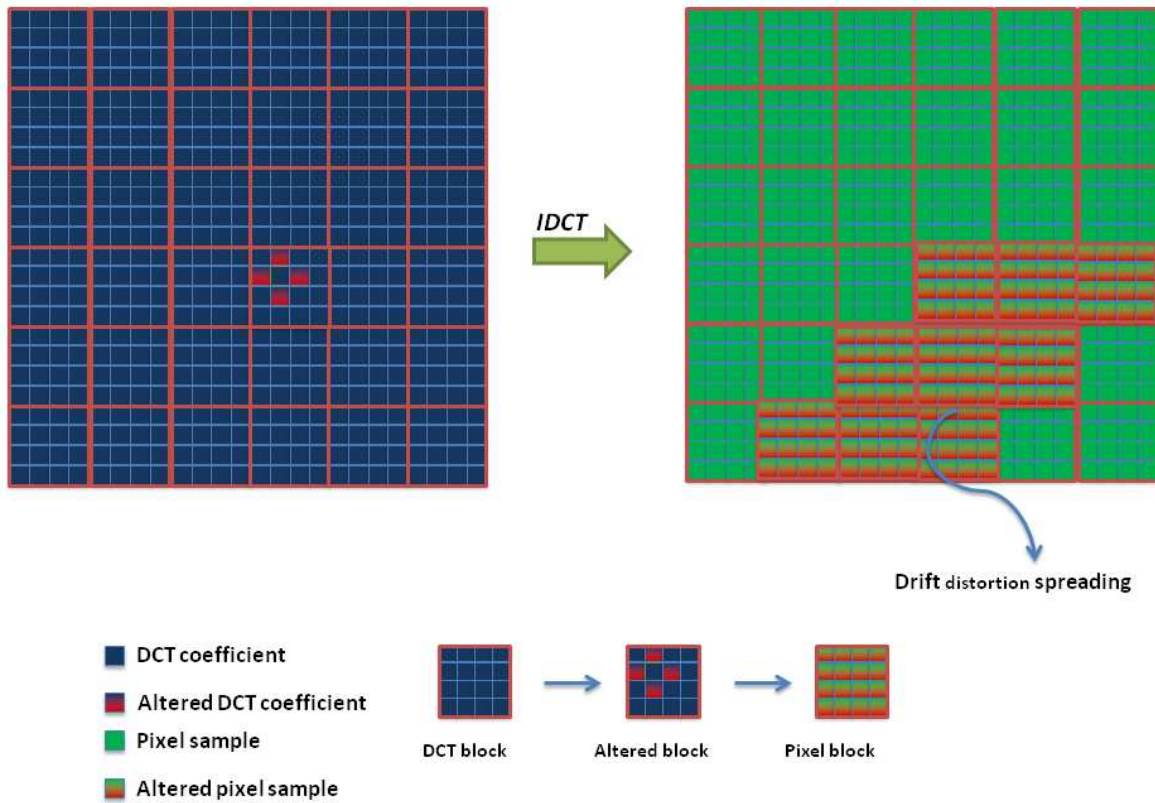 IDCT
Drift distortion spreading
DCT coefficient
Altered DCT coefficient
Pixel sample
Altered pixel sample
DCT block
Altered block
Pixel block